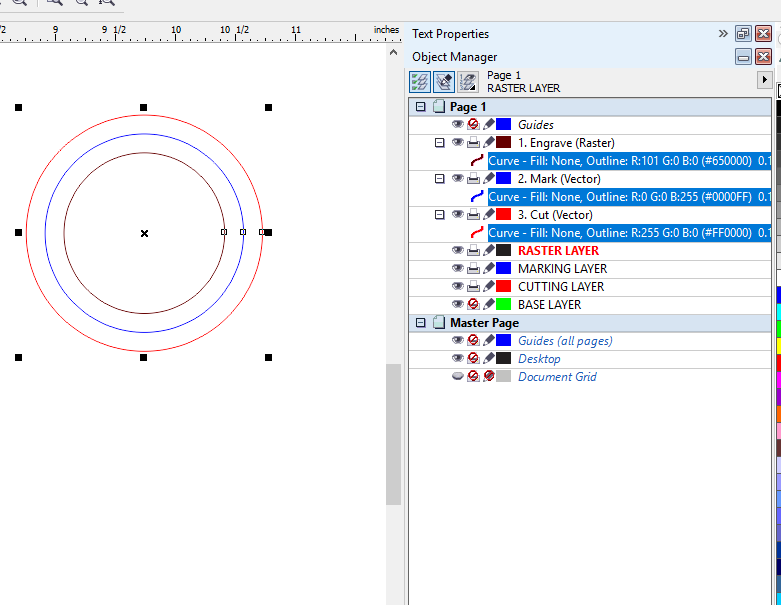 /2 9 9 1/2 10 10 1/2 11 inches
Text Properties
Object Manager
Page 1
RASTER LAYER
Page 1
Guides
1. Engrave (Raster)
Curve - Fill: None, Outline: R:101 G:0 B:0 (#650000) 0.1
2. Mark (Vector)
Curve - Fill: None, Outline: R:0 G:0 B:255 (#0000FF) 0.1
3. Cut (Vector)
Curve - Fill: None, Outline: R:255 G:0 B:0 (#FF0000) 0.1
RASTER LAYER
MARKING LAYER
CUTTING LAYER
BASE LAYER
Master Page
Guides (all pages)
Desktop
Document Grid